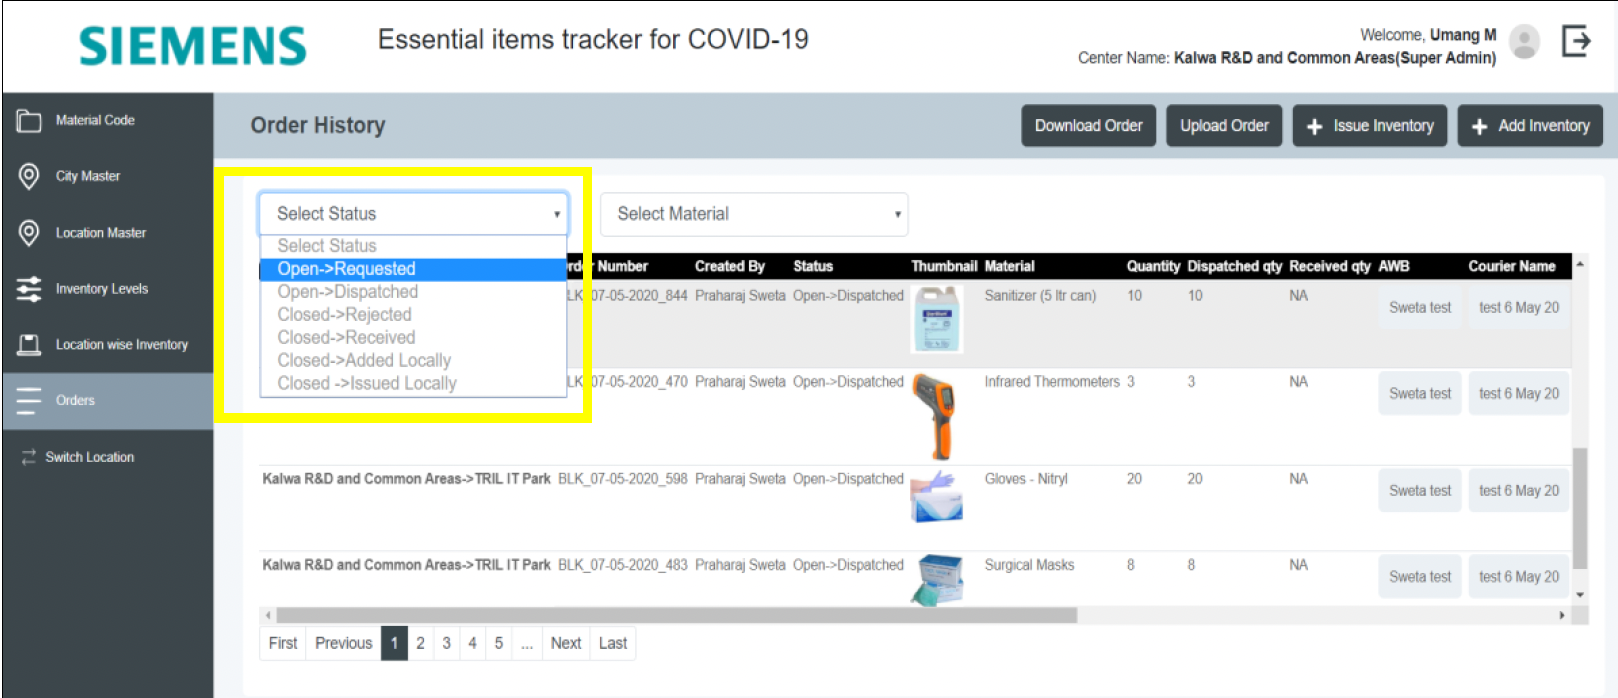 SIEMENS
Essential items tracker for COVID-19
Welcome, Umang M
Center Name: Kalwa R&D and Common Areas(Super Admin)
Material Code
City Master
Location Master
Inventory Levels
Location wise Inventory
Orders
Switch Location
Order History
Download Order
Upload Order
+ Issue Inventory
+ Add Inventory
Select Status
Select Material
Select Status
Open->Requested
Open->Dispatched
Closed->Rejected
Closed->Received
Closed->Added Locally
Closed ->Issued Locally
Number Created By Status Thumbnail Material Quantity Dispatched qty Received qty AWB Courier Name
07-05-2020_844 Praharaj Sweta Open->Dispatched Sanitizer (5 ltr can) 10 10 NA Sweta test test 6 May 20
07-05-2020_470 Praharaj Sweta Open->Dispatched Infrared Thermometers 3 3 NA Sweta test test 6 May 20
Kalwa R&D and Common Areas->TRIL IT Park BLK_07-05-2020_598 Praharaj Sweta Open->Dispatched Gloves - Nitryl 20 20 NA Sweta test test 6 May 20
Kalwa R&D and Common Areas->TRIL IT Park BLK_07-05-2020_483 Praharaj Sweta Open->Dispatched Surgical Masks 8 8 NA Sweta test test 6 May 20
First Previous 1 2 3 4 5 ... Next Last